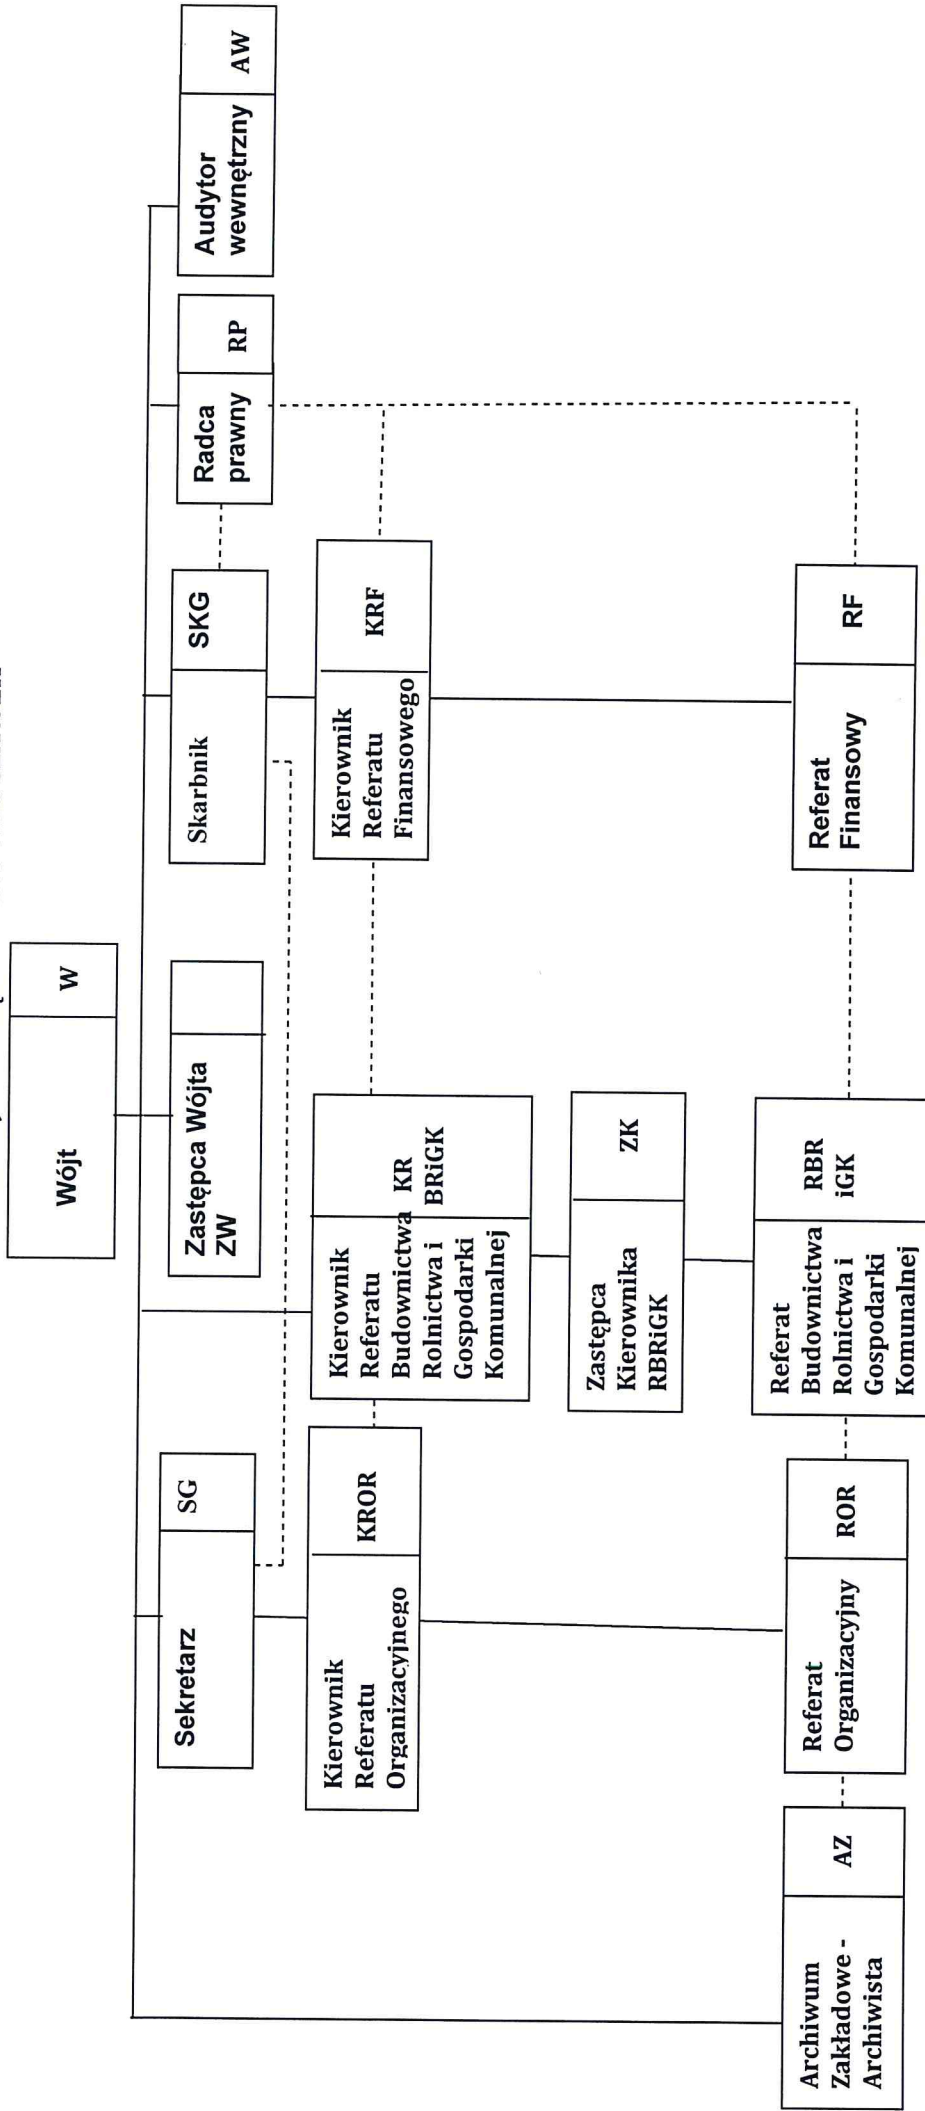 Wójt
W
Zastępca Wójta
ZW
Sekretarz
SG
Skarbnik
SKG
Radca
prawny
RP
Audytor
wewnętrzny
AW
Kierownik
Referatu
Organizacyjnego
KROR
Kierownik
Referatu
Budownictwa
Rolnictwa i
Gospodarki
Komunalnej
KR
BRiGK
Kierownik
Referatu
Finansowego
KRF
Zastępca
Kierownika
RBRiGK
ZK
Archiwum
Zakładowe -
Archiwista
AZ
Referat
Organizacyjny
ROR
Referat
Budownictwa
Rolnictwa i
Gospodarki
Komunalnej
RBR
iGK
Referat
Finansowy
RF